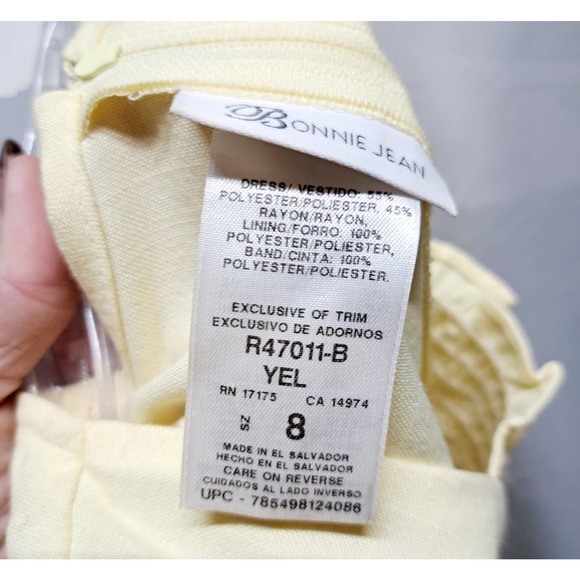 BONNIE JEAN
DRESS/ VESTIDO: 55%
POLYESTER/POLIESTER, 45%
RAYON/RAYON,
LINING/FORRO: 100%
POLYESTER/POLIESTER,
BAND/CINTA: 100%
POLYESTER/POLIESTER.
EXCLUSIVE OF TRIM
EXCLUSIVO DE ADORNOS
R47011-B
YEL
RN 17175 CA 14974
SZ 8
MADE IN EL SALVADOR
HECHO EN EL SALVADOR
CARE ON REVERSE
CUIDADOS AL LADO INVERSO
UPC - 785498124086